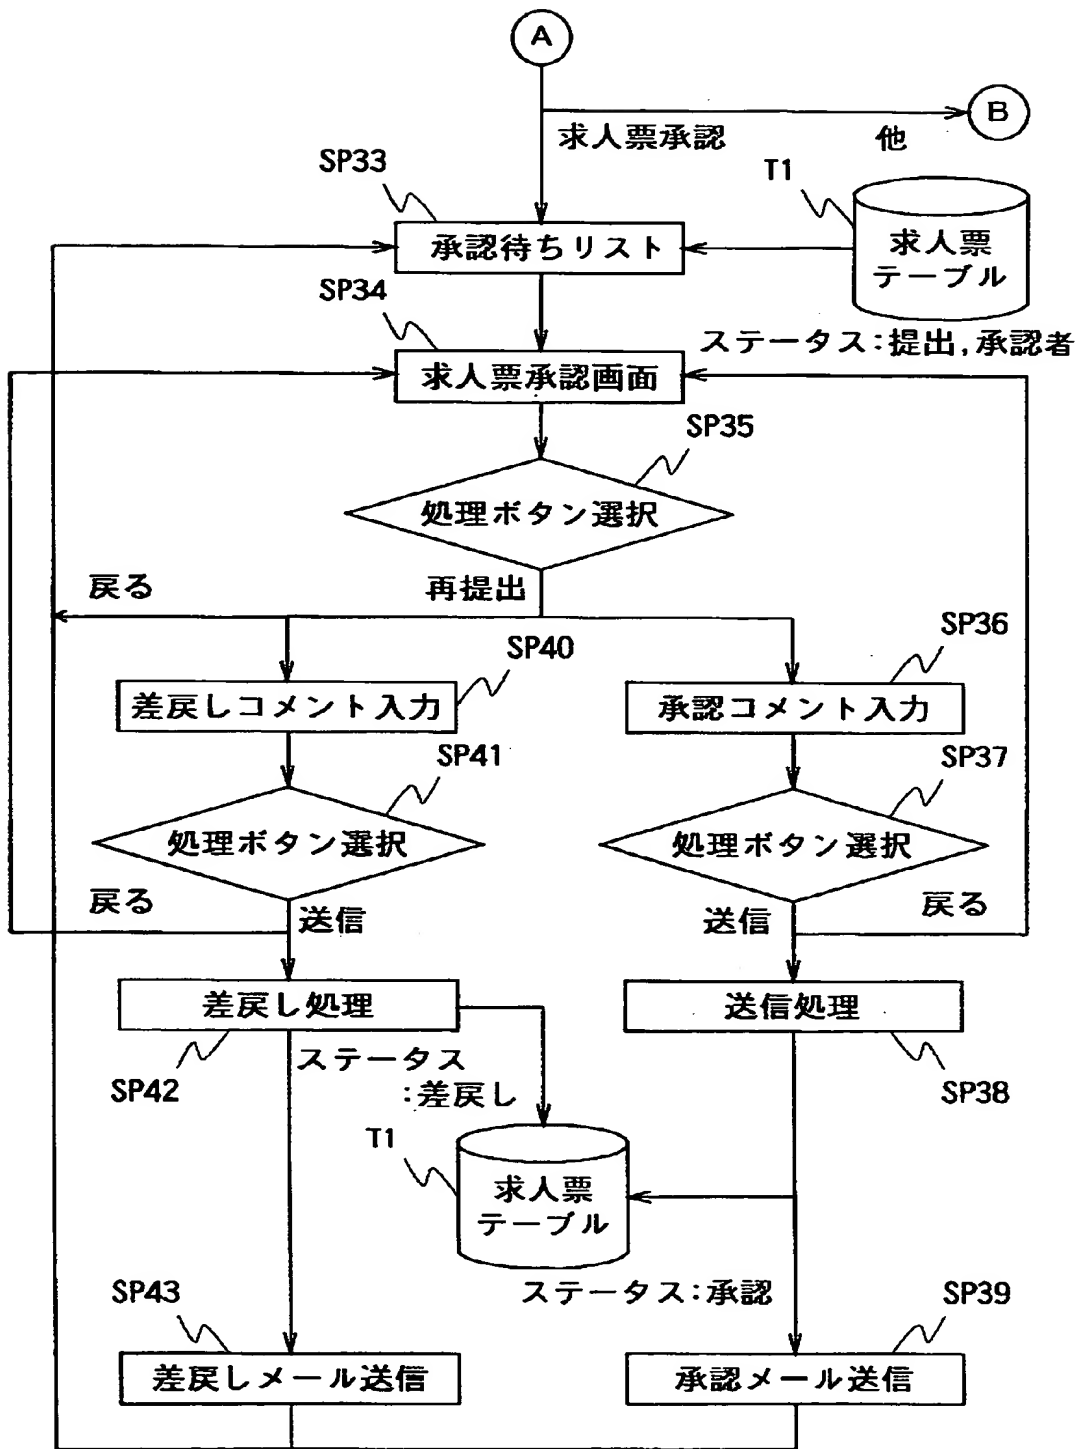 A
B
求人票承認
他
SP33
T1
承認待ちリスト
求人票
テーブル
SP34
ステータス:提出,承認者
求人票承認画面
SP35
処理ボタン選択
戻る
再提出
SP40
SP36
差戻しコメント入力
承認コメント入力
SP41
SP37
処理ボタン選択
処理ボタン選択
戻る
送信
送信
戻る
差戻し処理
送信処理
SP42
ステータス
:差戻し
SP38
T1
求人票
テーブル
ステータス:承認
SP43
SP39
差戻しメール送信
承認メール送信